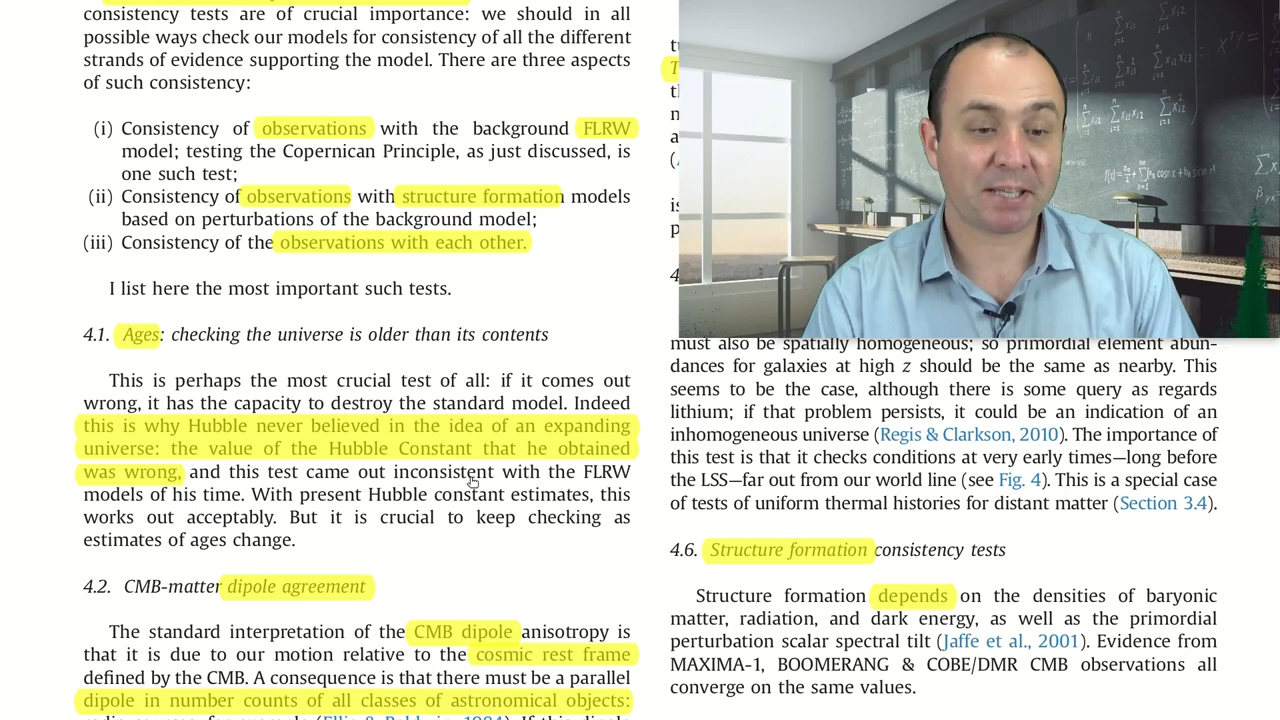 consistency tests are of crucial importance: we should in all
possible ways check our models for consistency of all the different
strands of evidence supporting the model. There are three aspects
of such consistency:
(i) Consistency of observations with the background FLRW
model; testing the Copernican Principle, as just discussed, is
one such test;
(ii) Consistency of observations with structure formation models
based on perturbations of the background model;
(iii) Consistency of the observations with each other.
I list here the most important such tests.
4.1. Ages: checking the universe is older than its contents
This is perhaps the most crucial test of all: if it comes out
wrong, it has the capacity to destroy the standard model. Indeed
this is why Hubble never believed in the idea of an expanding
universe: the value of the Hubble Constant that he obtained
was wrong, and this test came out inconsistent with the FLRW
models of his time. With present Hubble constant estimates, this
works out acceptably. But it is crucial to keep checking as
estimates of ages change.
4.2. CMB-matter dipole agreement
The standard interpretation of the CMB dipole anisotropy is
that it is due to our motion relative to the cosmic rest frame
defined by the CMB. A consequence is that there must be a parallel
dipole in number counts of all classes of astronomical objects:
must also be spatially homogeneous; so primordial element abun-
dances for galaxies at high z should be the same as nearby. This
seems to be the case, although there is some query as regards
lithium; if that problem persists, it could be an indication of an
inhomogeneous universe (Regis & Clarkson, 2010). The importance
of this test is that it checks conditions at very early times—long before
the LSS—far out from our world line (see Fig. 4). This is a special case
of tests of uniform thermal histories for distant matter (Section 3.4).
4.6. Structure formation consistency tests
Structure formation depends on the densities of baryonic
matter, radiation, and dark energy, as well as the primordial
perturbation scalar spectral tilt (Jaffe et al., 2001). Evidence from
MAXIMA-1, BOOMERANG & COBE/DMR CMB observations all
converge on the same values.